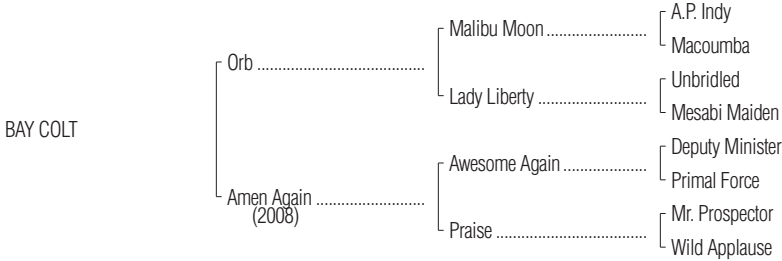 A.P. Indy
Malibu Moon
Macoumba
Orb
Unbridled
Lady Liberty
Mesabi Maiden
BAY COLT
Deputy Minister
Awesome Again
Primal Force
Amen Again
(2008)
Mr. Prospector
Praise
Wild Applause